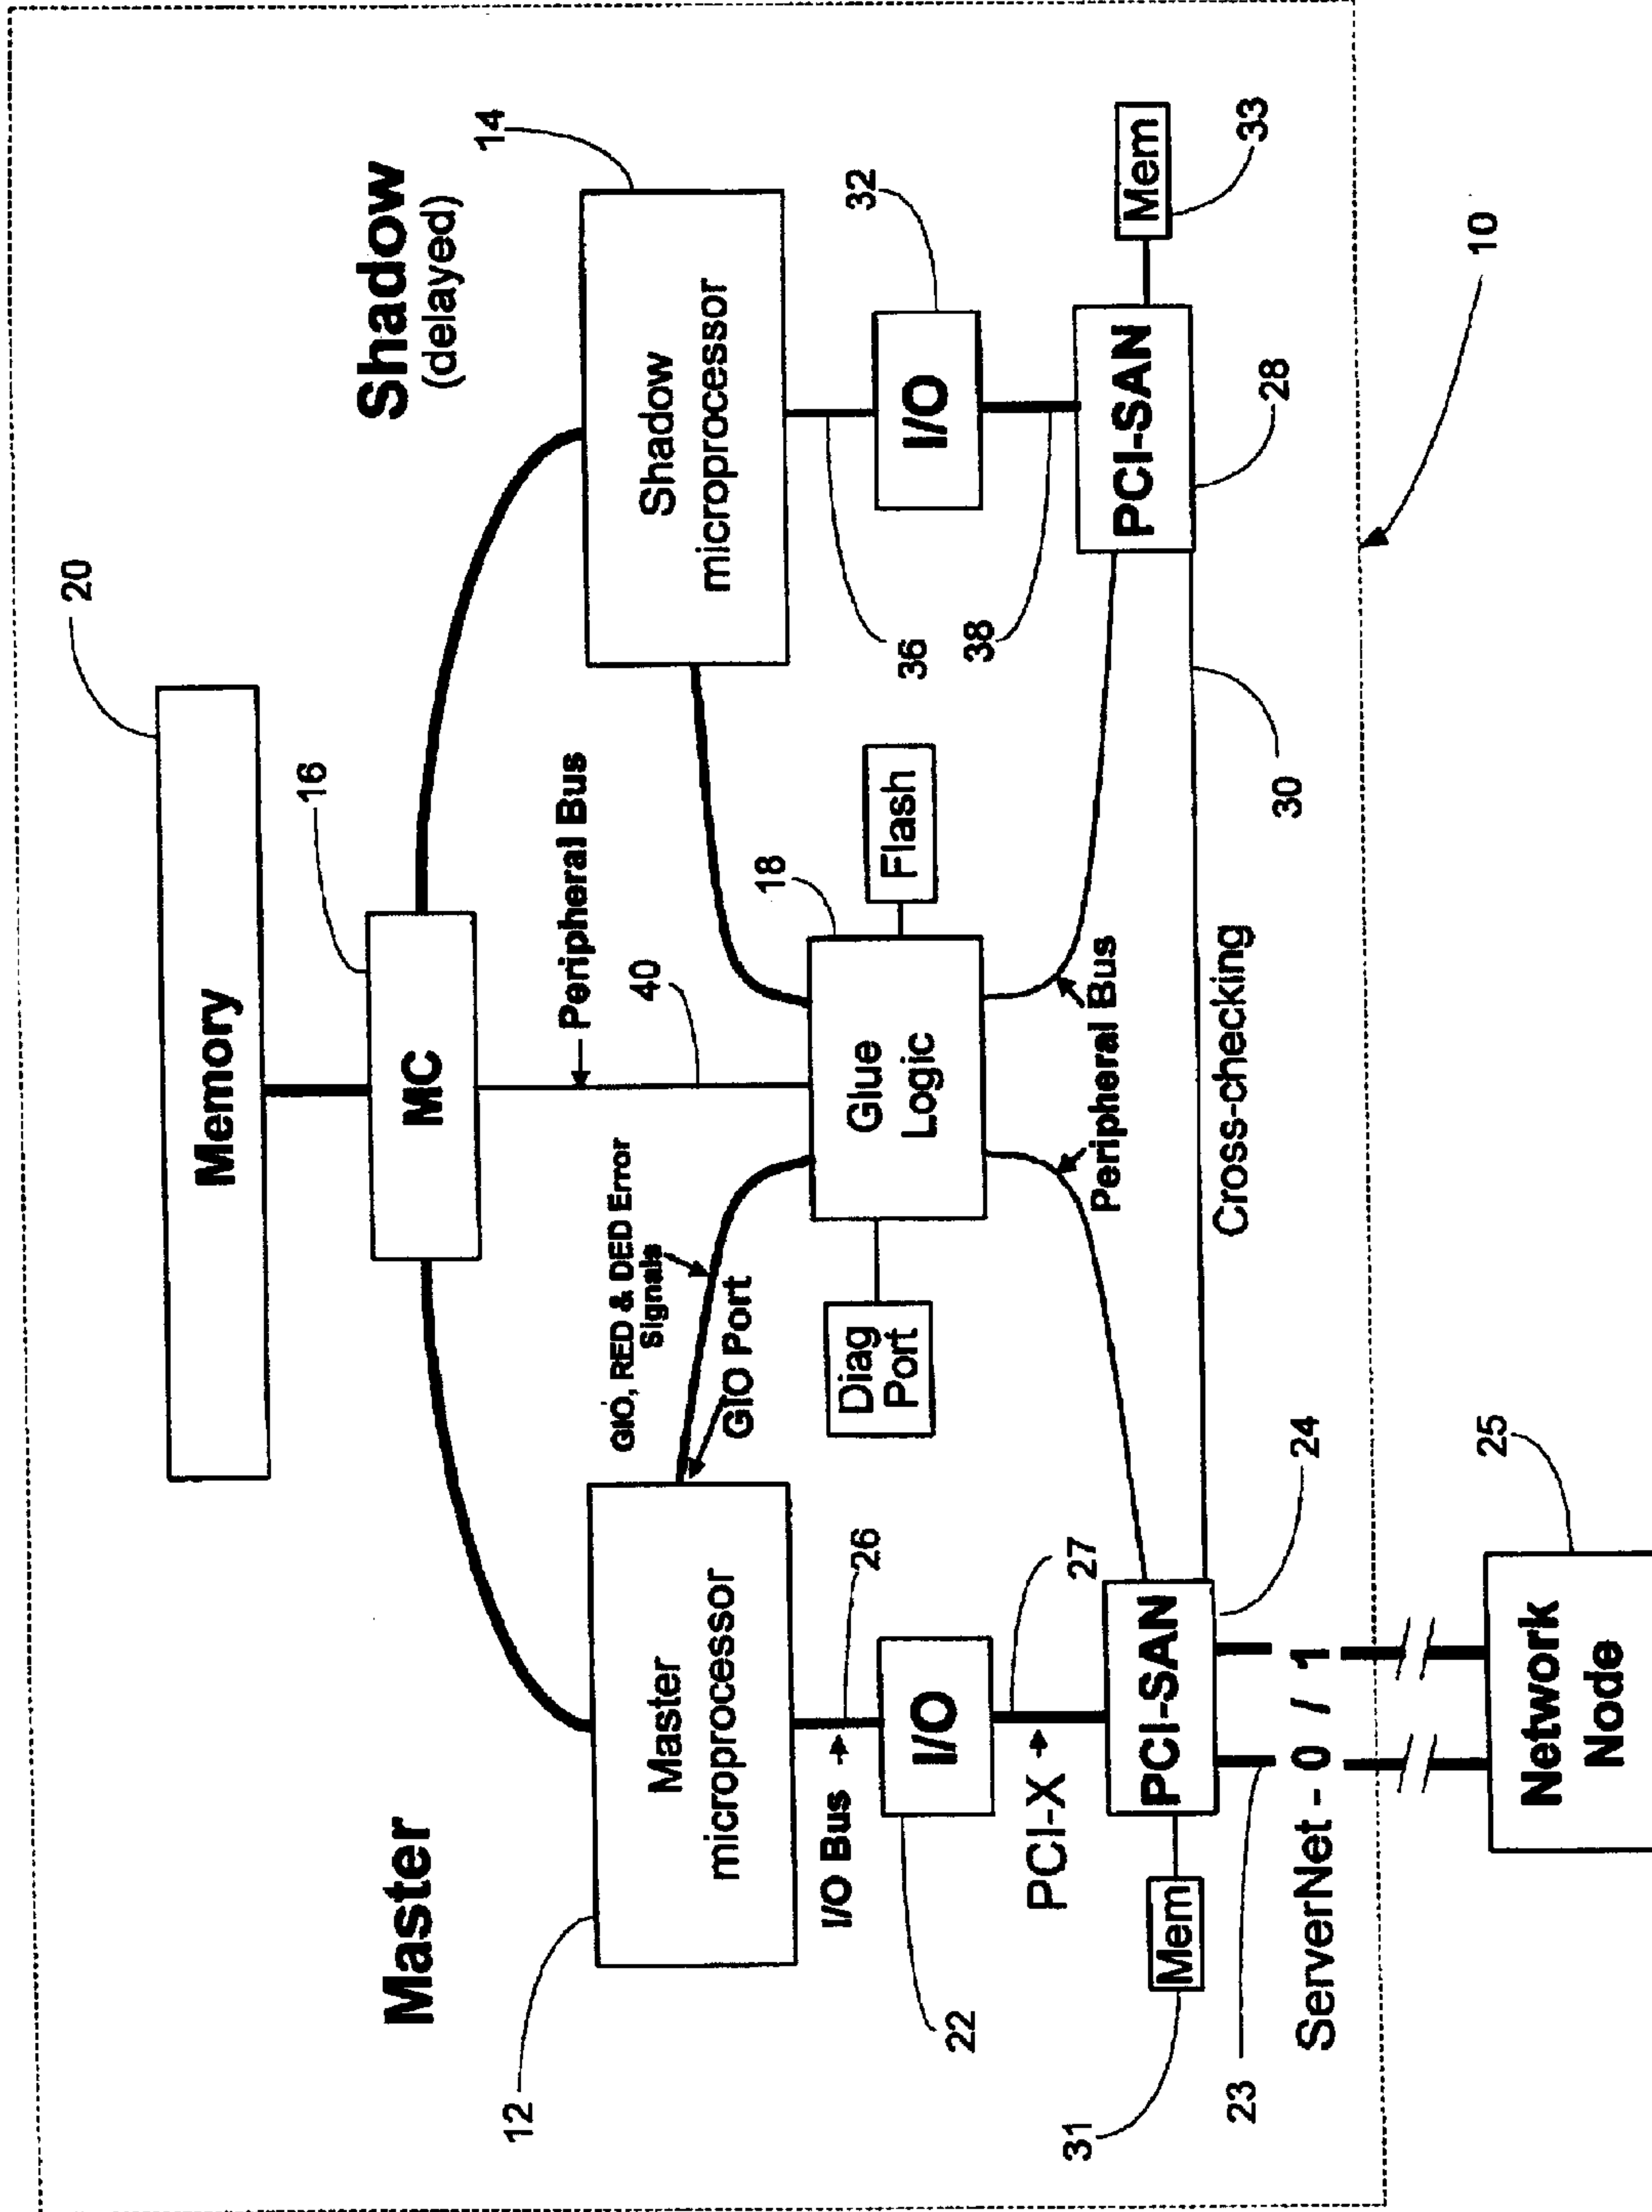 20
Memory
16
MC
Master
Shadow
(delayed)
12
14
Master
microprocessor
Shadow
microprocessor
Peripheral Bus
GIO, RED & DED Error
Signals
GIO Port
40
18
Glue
Logic
Diag
Port
Flash
I/O Bus
26
36
22
I/O
32
I/O
PCI-X
27
38
Peripheral Bus
31
Mem
PCI-SAN
24
PCI-SAN
28
Mem
33
Cross-checking
30
23
ServerNet - 0 / 1
10
Network
Node
25